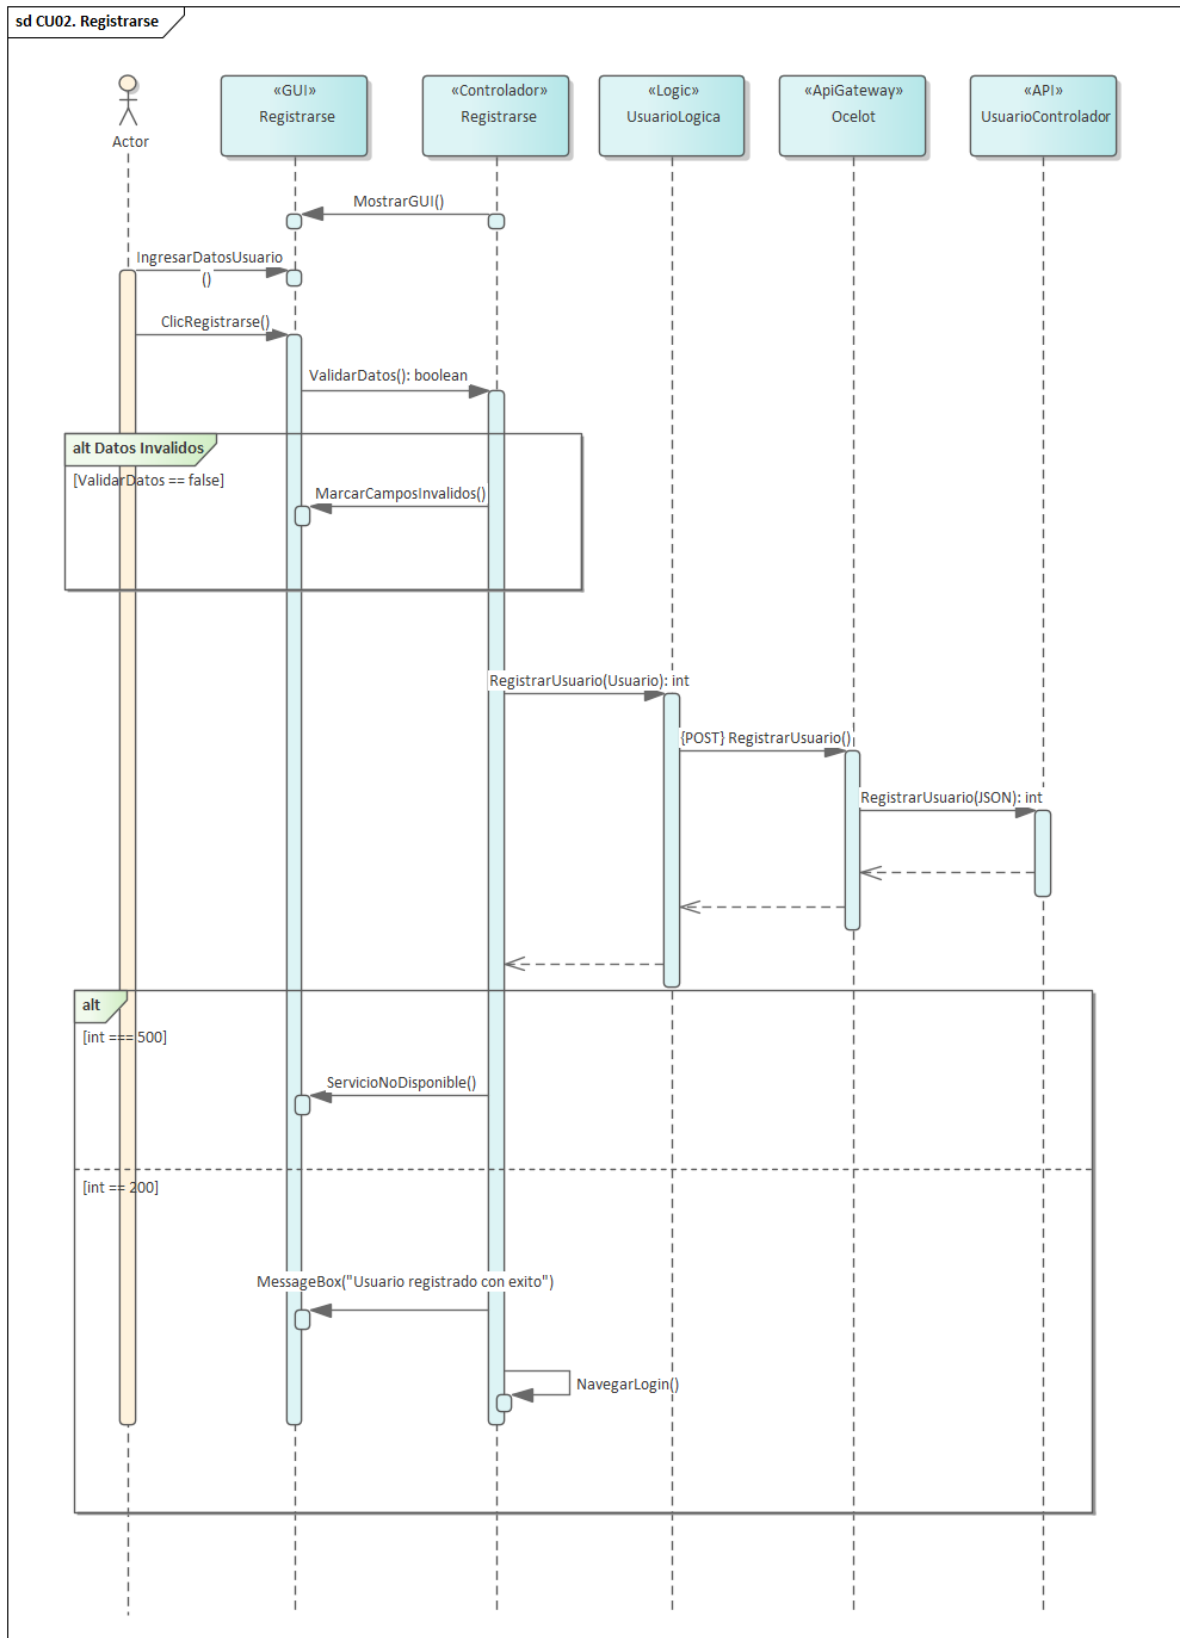 sd CU02. Registrarse
Actor
«GUI»
Registrarse
«Controlador»
Registrarse
«Logic»
UsuarioLogica
«ApiGateway»
Ocelot
«API»
UsuarioControlador
MostrarGUI()
IngresarDatosUsuario
()
ClicRegistrarse()
ValidarDatos(): boolean
alt Datos Invalidos
[ValidarDatos == false]
MarcarCamposInvalidos()
RegistrarUsuario(Usuario): int
{POST} RegistrarUsuario()
RegistrarUsuario(JSON): int
alt
[int === 500]
ServicioNoDisponible()
[int == 200]
MessageBox("Usuario registrado con exito")
NavegarLogin()